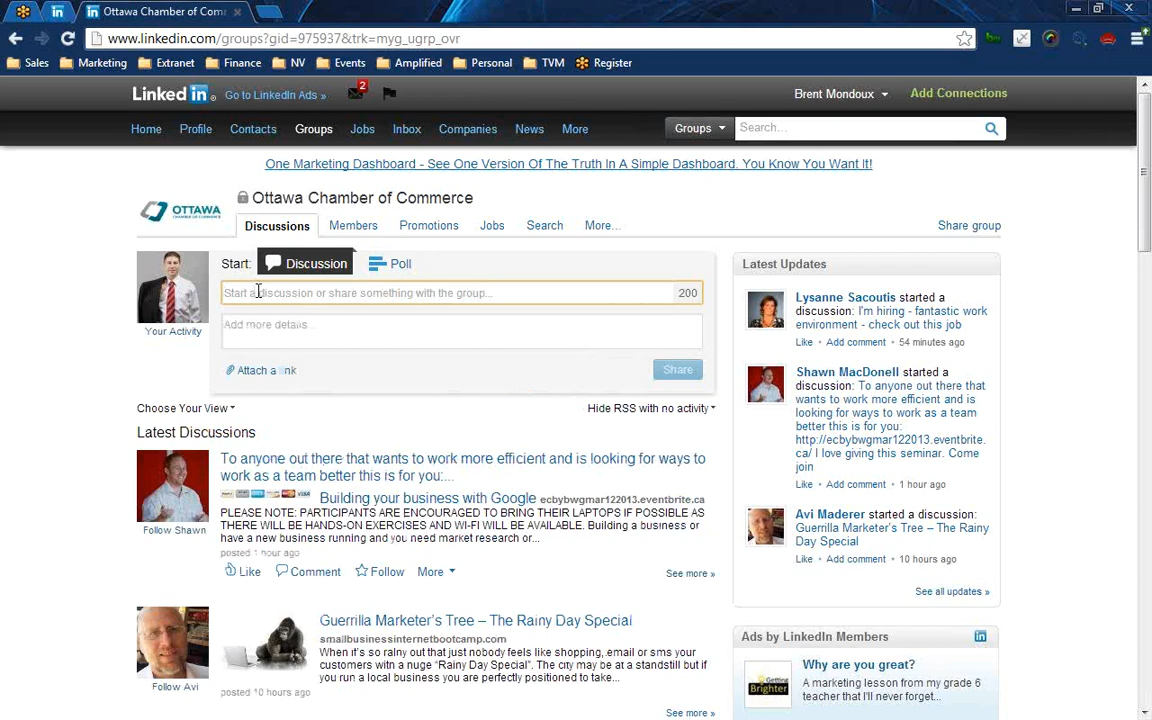 Ottawa Chamber of Com
www.linkedin.com/groups?gid=975937&trk=myg_ugrp_ovr
Sales Marketing Extranet Finance NV Events Amplified Personal TVM Register
Linked in Go to LinkedIn Ads » 2 Brent Mondoux Add Connections
Home Profile Contacts Groups Jobs Inbox Companies News More Groups Search...
One Marketing Dashboard - See One Version Of The Truth In A Simple Dashboard. You Know You Want It!
OTTAWA
CHAMBER OF COMMERCE
Ottawa Chamber of Commerce
Discussions Members Promotions Jobs Search More... Share group
Start: Discussion Poll
Start a discussion or share something with the group... 200
Add more details...
Attach a link Share
Your Activity
Choose Your View Hide RSS with no activity
Latest Discussions
To anyone out there that wants to work more efficient and is looking for ways to
work as a team better this is for you:...
Building your business with Google ecbybwgmar122013.eventbrite.ca
PLEASE NOTE: PARTICIPANTS ARE ENCOURAGED TO BRING THEIR LAPTOPS IF POSSIBLE AS
THERE WILL BE HANDS-ON EXERCISES AND WI-FI WILL BE AVAILABLE. Building a business or
have a new business running and you need market research or...
posted 1 hour ago
Follow Shawn
Like Comment Follow More See more »
Guerrilla Marketer's Tree – The Rainy Day Special
smallbusinessinternetbootcamp.com
When it's so rainy out that just nobody feels like shopping, email or sms your
customers with a nuge "Rainy Day Special". The city may be at a standstill but if
you run a local business you are perfectly positioned to take...
Follow Avi
posted 10 hours ago
See more »
Latest Updates
Lysanne Sacoutis started a
discussion: I'm hiring - fantastic work
environment - check out this job
Like • Add comment • 54 minutes ago
Shawn MacDonell started a
discussion: To anyone out there that
wants to work more efficient and is
looking for ways to work as a team
better this is for you:
http://ecbybwgmar122013.eventbrite.
ca/ I love giving this seminar. Come
join
Like • Add comment • 1 hour ago
Avi Maderer started a discussion:
Guerrilla Marketer's Tree – The Rainy
Day Special
Like • Add comment • 10 hours ago
See all updates »
Ads by LinkedIn Members in
Getting
Brighter
Why are you great?
A marketing lesson from my grade 6
teacher that I'll never forget...